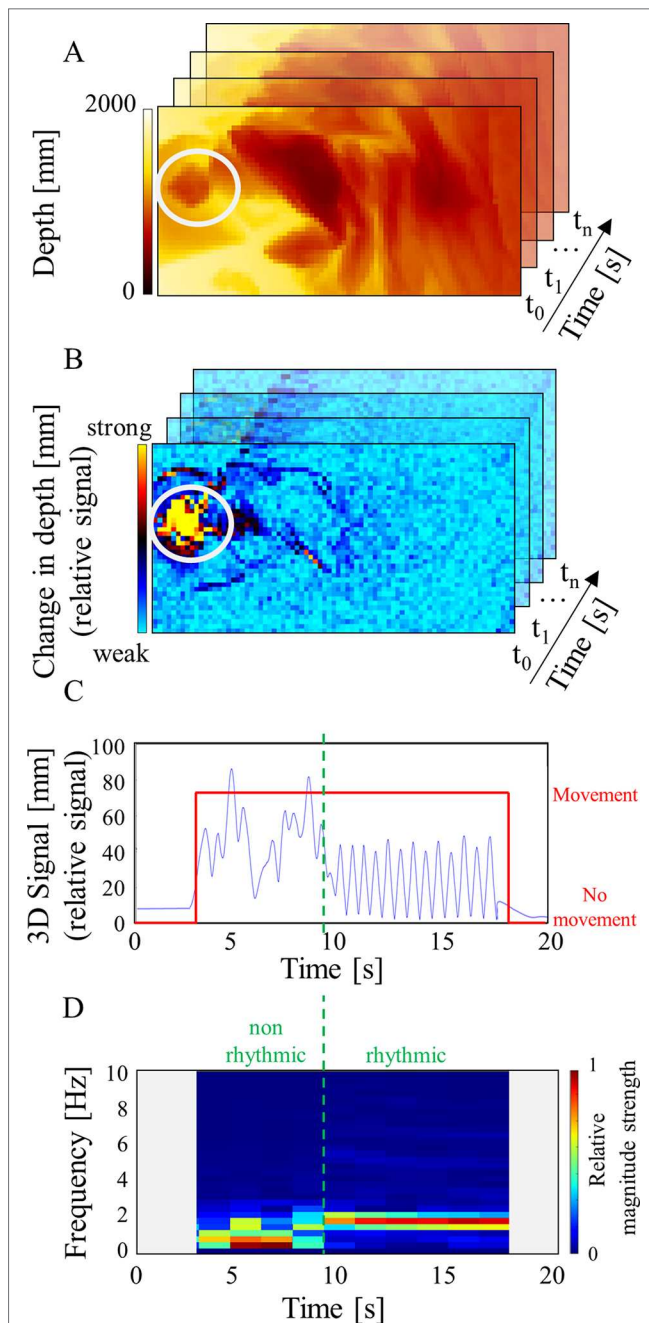 A
2000
Depth [mm]
0
t0
t1
...
tn
Time [s]
B
strong
Change in depth [mm]
(relative signal)
weak
t0
t1
...
tn
Time [s]
C
100
80
60
40
20
0
3D Signal [mm]
(relative signal)
Movement
No
movement
5
10
15
20
Time [s]
D
non
rhythmic
rhythmic
10
8
6
4
2
0
Frequency [Hz]
1
0
Relative
magnitude strength
0
5
10
15
20
Time [s]